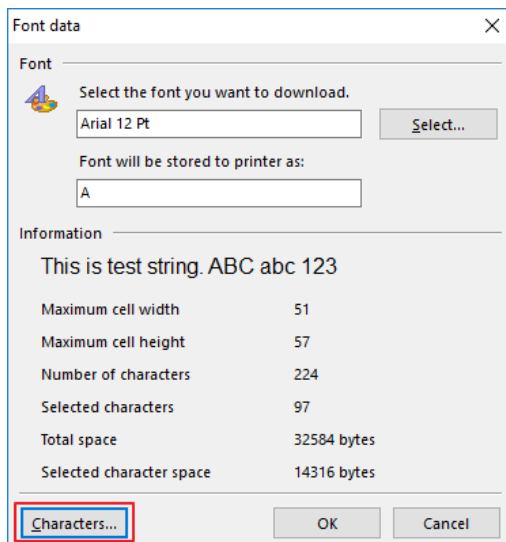 Font data
Font
Select the font you want to download.
Arial 12 Pt
Select...
Font will be stored to printer as:
A
Information
This is test string. ABC abc 123
Maximum cell width 51
Maximum cell height 57
Number of characters 224
Selected characters 97
Total space 32584 bytes
Selected character space 14316 bytes
Characters... OK Cancel